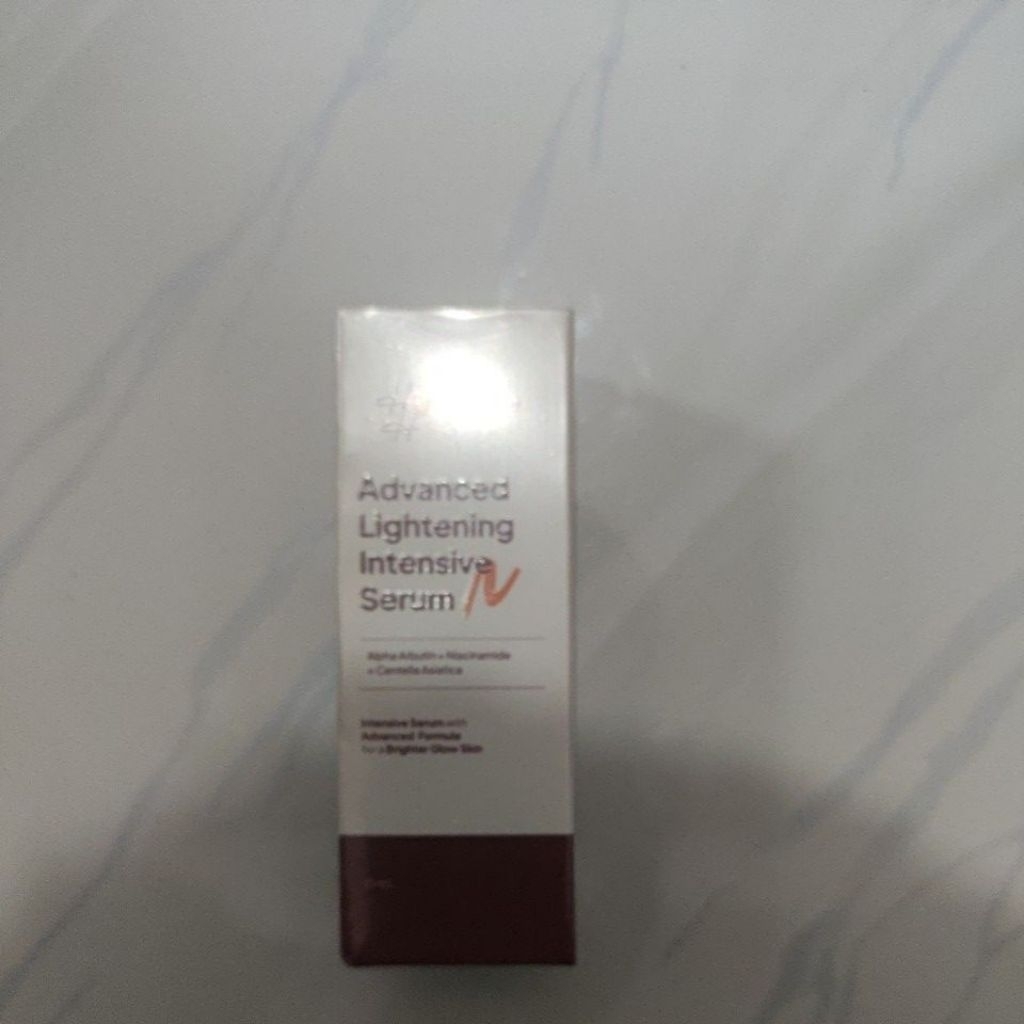 Advanced
Lightening
Intensive
Serum N
Alpha Arbutin + Niacinamide
+ Centella Asiatica
Intensive Serum with
Advanced Formula
for a Brighter Glow Skin